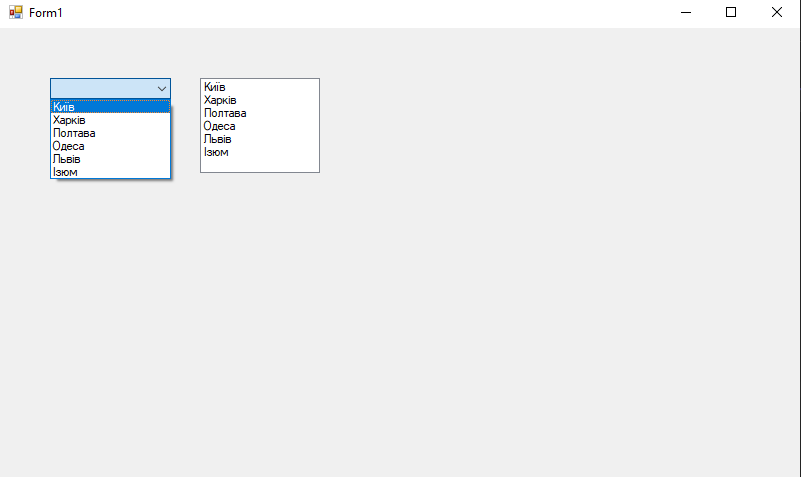 Form1
Київ
Харків
Полтава
Одеса
Львів
Ізюм
Київ
Харків
Полтава
Одеса
Львів
Ізюм